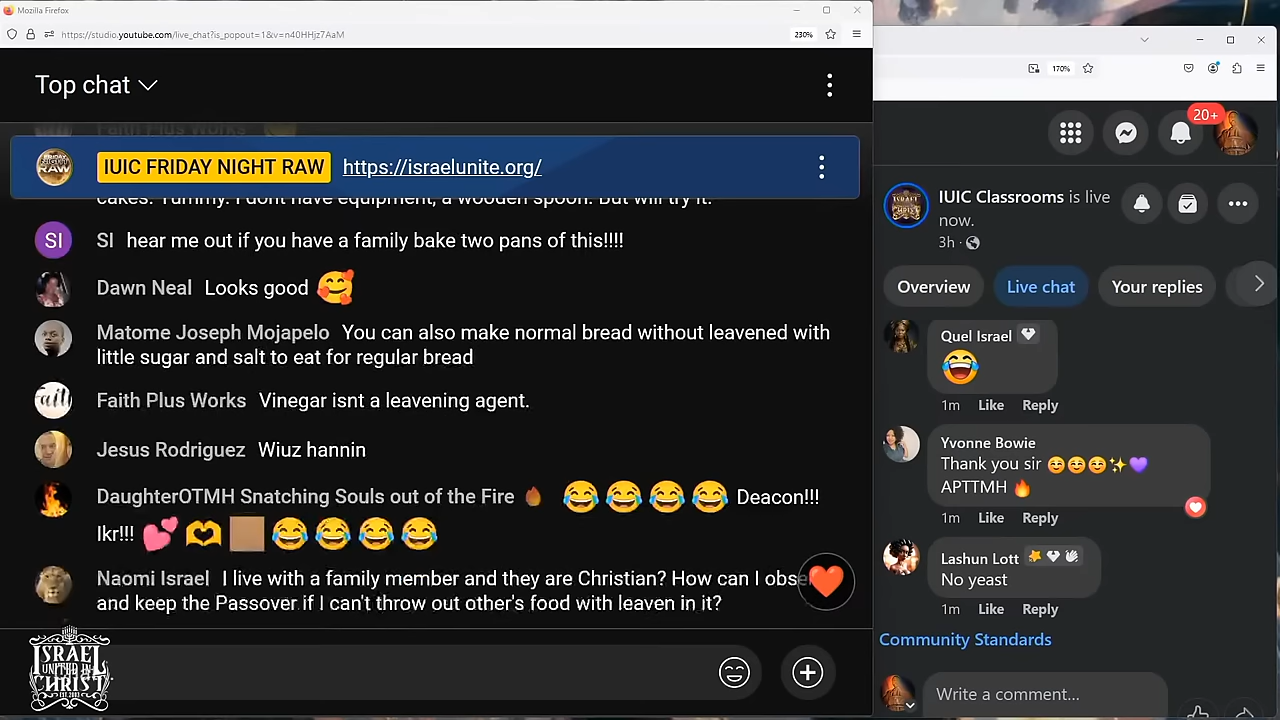 Mozilla Firefox
https://studio.youtube.com/live_chat?is_popout=1&v=n40HHjz7AaM
230%
Top chat
Faith Plus Works
IUIC FRIDAY NIGHT RAW https://israelunite.org/
cakes. Yummy. I dont have equipment, a wooden spoon. But will try it.
SI
SI hear me out if you have a family bake two pans of this!!!!
Dawn Neal Looks good 🥰
Matome Joseph Mojapelo You can also make normal bread without leavened with
little sugar and salt to eat for regular bread
Faith Plus Works Vinegar isnt a leavening agent.
Jesus Rodriguez Wiuz hannin
DaughterOTMH Snatching Souls out of the Fire 🔥 😂😂😂😂 Deacon!!!
Ikr!!! 💕🫶🏽😂😂😂😂
Naomi Israel I live with a family member and they are Christian? How can I obse
and keep the Passover if I can't throw out other's food with leaven in it?
ISRAEL
UNITED IN
CHRIST
EST. 2003
170%
20+
IUIC Classrooms is live
now.
3h ·
Overview Live chat Your replies
Quel Israel
😂
1m Like Reply
Yvonne Bowie
Thank you sir ☺️☺️☺️✨💜
APTTMH 🔥
1m Like Reply
Lashun Lott
No yeast
1m Like Reply
Community Standards
Write a comment...